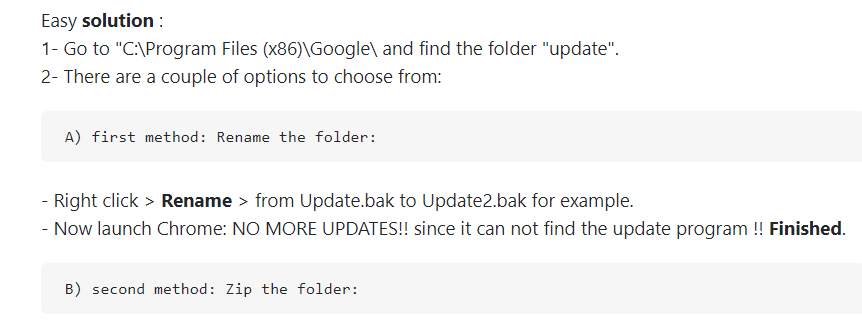 Easy solution :
1- Go to "C:\Program Files (x86)\Google\ and find the folder "update".
2- There are a couple of options to choose from:
A) first method: Rename the folder:
- Right click > Rename > from Update.bak to Update2.bak for example.
- Now launch Chrome: NO MORE UPDATES!! since it can not find the update program !! Finished.
B) second method: Zip the folder: